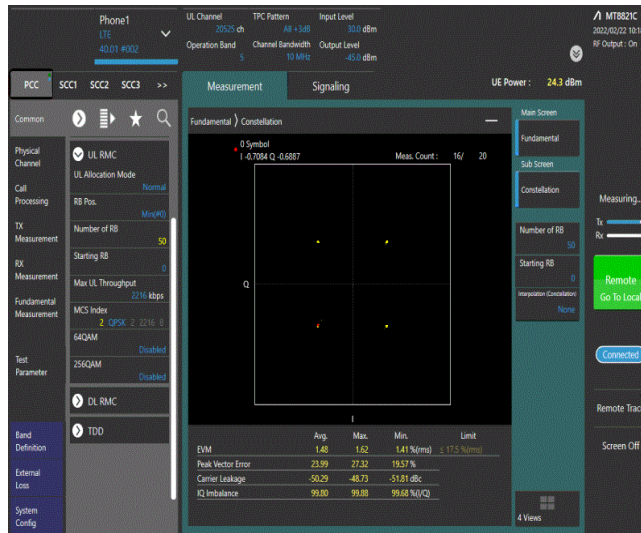 Phone1
LTE
40.01 #002
UL Channel
20525 ch
TPC Pattern
All +3dB
Input Level
30.0 dBm
Operation Band
5
Channel Bandwidth
10 MHz
Output Level
-45.0 dBm
MT8821C
2022/02/22 10:1
RF Output : On
PCC SCC1 SCC2 SCC3 >>
Measurement
Signaling
UE Power : 24.3 dBm
Common
Physical
Channel
Call
Processing
TX
Measurement
RX
Measurement
Fundamental
Measurement
Test
Parameter
Band
Definition
External
Loss
System
Config
UL RMC
UL Allocation Mode
Normal
RB Pos.
Min(#0)
Number of RB
50
Starting RB
0
Max UL Throughput
2216 kbps
MCS Index
2 QPSK 2 2216 8
64QAM
Disabled
256QAM
Disabled
DL RMC
TDD
Fundamental 〉 Constellation
0 Symbol
I -0.7084 Q -0.6887
Meas. Count : 16/ 20
Q
I
Avg. Max. Min. Limit
EVM 1.48 1.62 1.41 %(rms) ≤ 17.5 %(rms)
Peak Vector Error 23.99 27.32 19.57 %
Carrier Leakage -50.29 -48.73 -51.81 dBc
IQ Imbalance 99.80 99.88 99.68 %(I/Q)
Main Screen
Fundamental
Sub Screen
Constellation
Number of RB
50
Starting RB
0
Interpolation (Constellation)
None
4 Views
Measuring..
Tx
Rx
Remote
Go To Local
Connected
Remote Trac
Screen Off